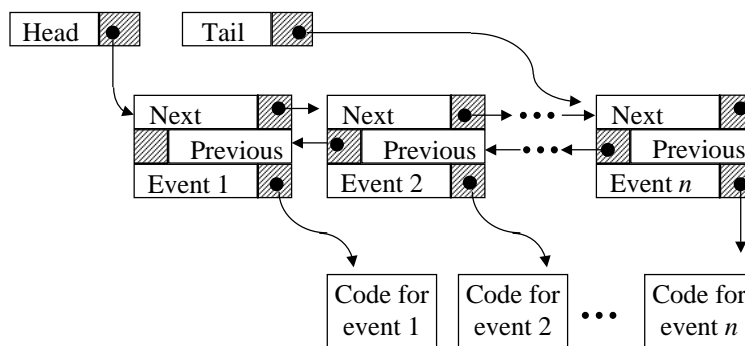 Head
Tail
Next
Next
Next
Previous
Previous
Previous
Event 1
Event 2
Event n
Code for
event 1
Code for
event 2
Code for
event n